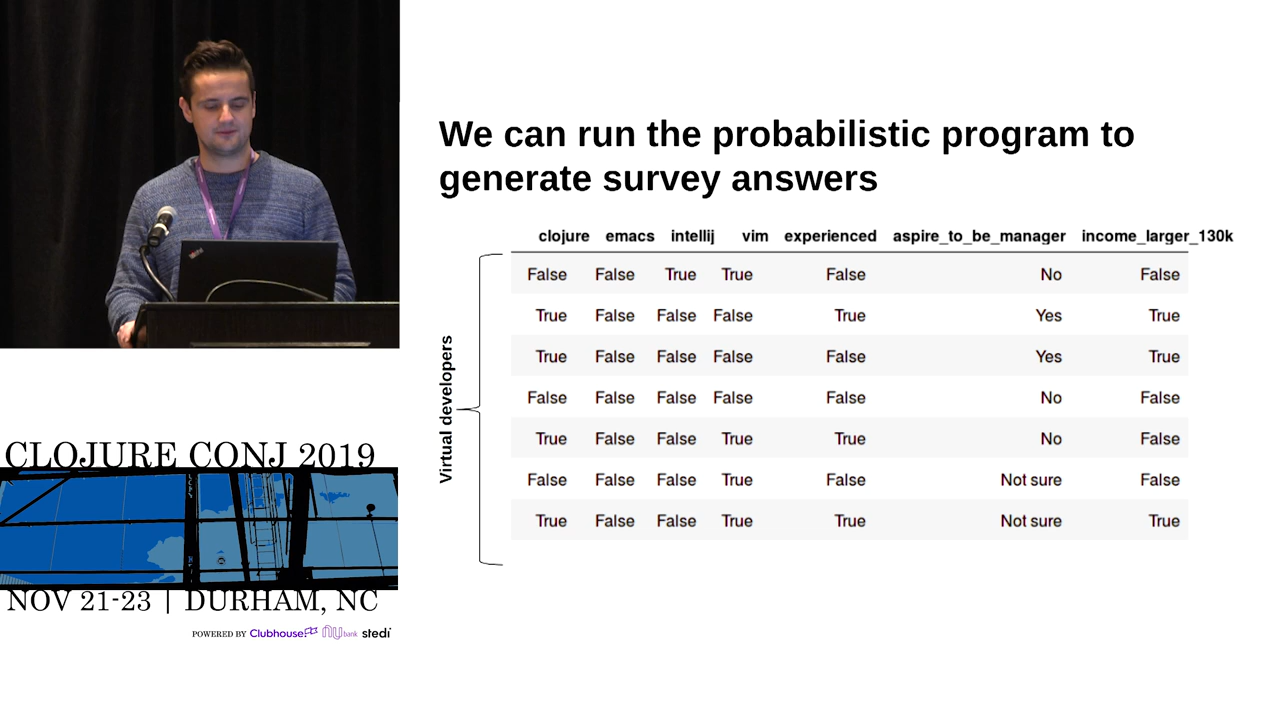 We can run the probabilistic program to
generate survey answers
clojure emacs intellij vim experienced aspire_to_be_manager income_larger_130k
False False True True False No False
True False False False True Yes True
True False False False False Yes True
False False False False False No False
True False False True True No False
False False False True False Not sure False
True False False True True Not sure True
Virtual developers
CLOJURE CONJ 2019
NOV 21-23 | DURHAM, NC
POWERED BY Clubhouse nu bank stedi